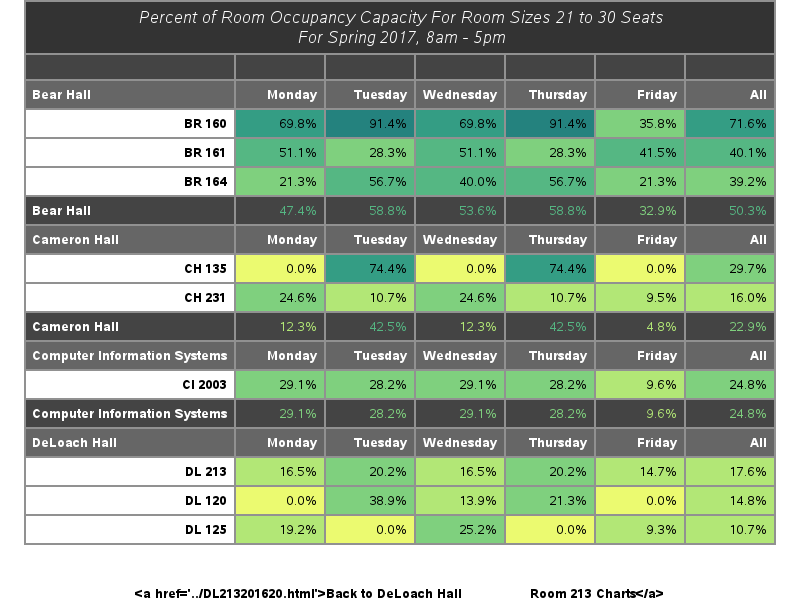 Percent of Room Occupancy Capacity For Room Sizes 21 to 30 Seats
For Spring 2017, 8am - 5pm
Bear Hall Monday Tuesday Wednesday Thursday Friday All
BR 160 69.8% 91.4% 69.8% 91.4% 35.8% 71.6%
BR 161 51.1% 28.3% 51.1% 28.3% 41.5% 40.1%
BR 164 21.3% 56.7% 40.0% 56.7% 21.3% 39.2%
Bear Hall 47.4% 58.8% 53.6% 58.8% 32.9% 50.3%
Cameron Hall Monday Tuesday Wednesday Thursday Friday All
CH 135 0.0% 74.4% 0.0% 74.4% 0.0% 29.7%
CH 231 24.6% 10.7% 24.6% 10.7% 9.5% 16.0%
Cameron Hall 12.3% 42.5% 12.3% 42.5% 4.8% 22.9%
Computer Information Systems Monday Tuesday Wednesday Thursday Friday All
CI 2003 29.1% 28.2% 29.1% 28.2% 9.6% 24.8%
Computer Information Systems 29.1% 28.2% 29.1% 28.2% 9.6% 24.8%
DeLoach Hall Monday Tuesday Wednesday Thursday Friday All
DL 213 16.5% 20.2% 16.5% 20.2% 14.7% 17.6%
DL 120 0.0% 38.9% 13.9% 21.3% 0.0% 14.8%
DL 125 19.2% 0.0% 25.2% 0.0% 9.3% 10.7%
<a href='../DL213201620.html'>Back to DeLoach Hall Room 213 Charts</a>